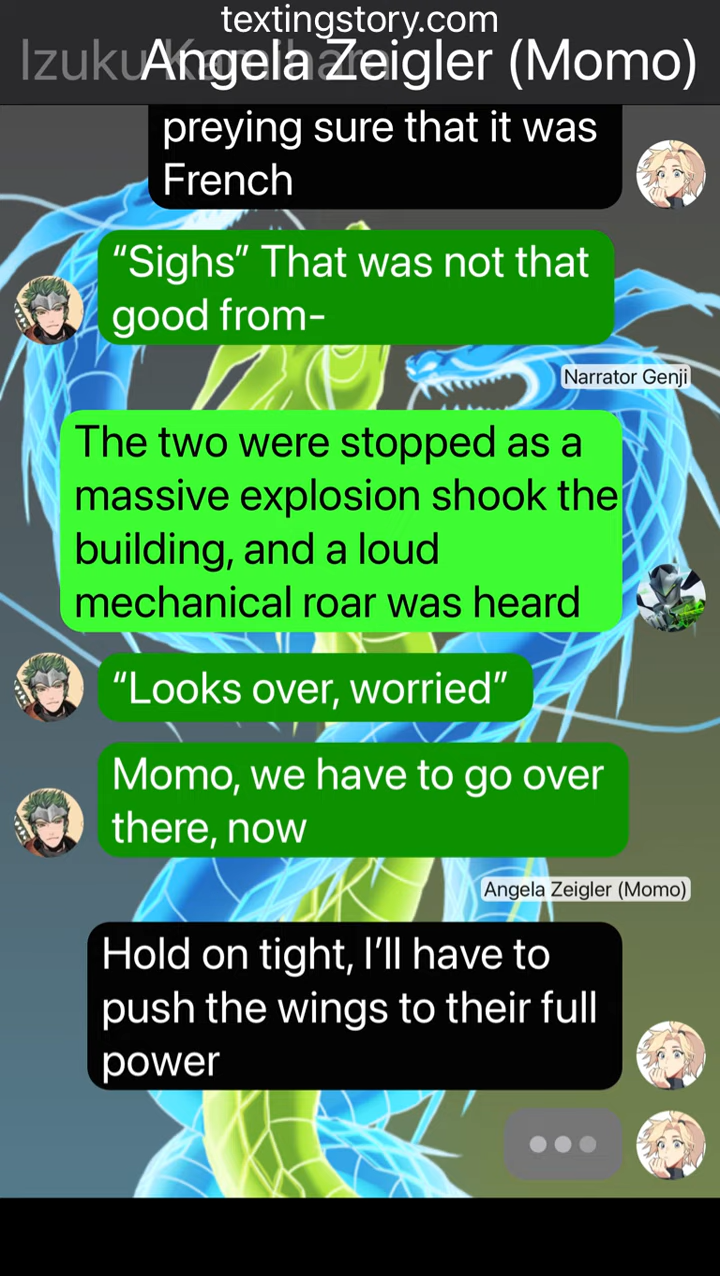 textingstory.com
Izuku Kamihara
Angela Zeigler (Momo)
preying sure that it was
French
“Sighs” That was not that
good from-
Narrator Genji
The two were stopped as a
massive explosion shook the
building, and a loud
mechanical roar was heard
“Looks over, worried”
Momo, we have to go over
there, now
Angela Zeigler (Momo)
Hold on tight, I’ll have to
push the wings to their full
power